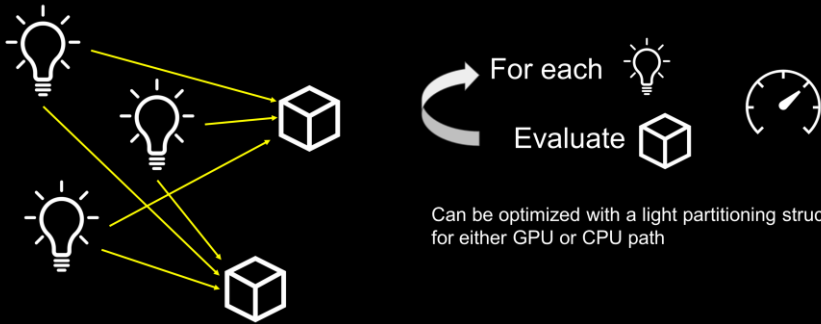 For each
Evaluate
Can be optimized with a light partitioning struc
for either GPU or CPU path